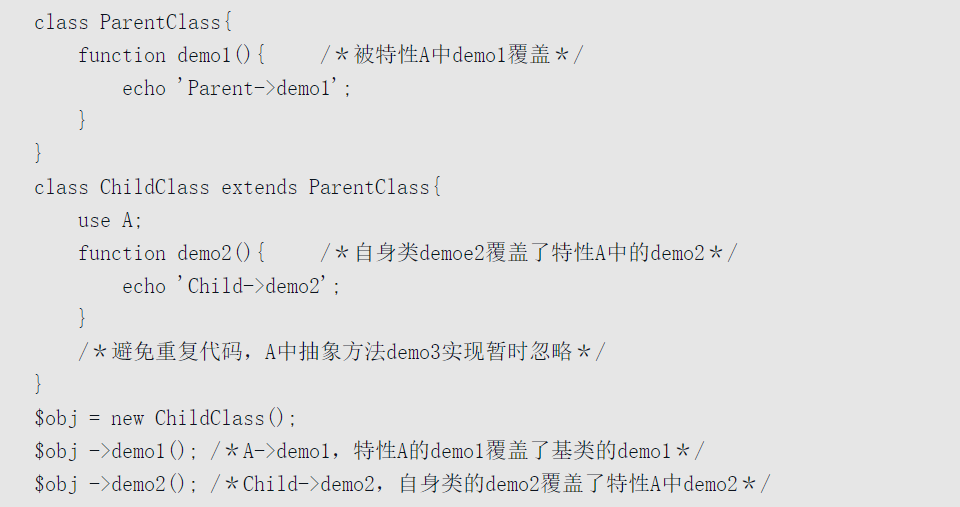 class ParentClass{
    function demo1(){     /*被特性A中demo1覆盖*/
        echo 'Parent->demo1';
    }
}
class ChildClass extends ParentClass{
    use A;
    function demo2(){     /*自身类demoe2覆盖了特性A中的demo2*/
        echo 'Child->demo2';
    }
    /*避免重复代码，A中抽象方法demo3实现暂时忽略*/
}
$obj = new ChildClass();
$obj ->demo1(); /*A->demo1，特性A的demo1覆盖了基类的demo1*/
$obj ->demo2(); /*Child->demo2，自身类的demo2覆盖了特性A中demo2*/